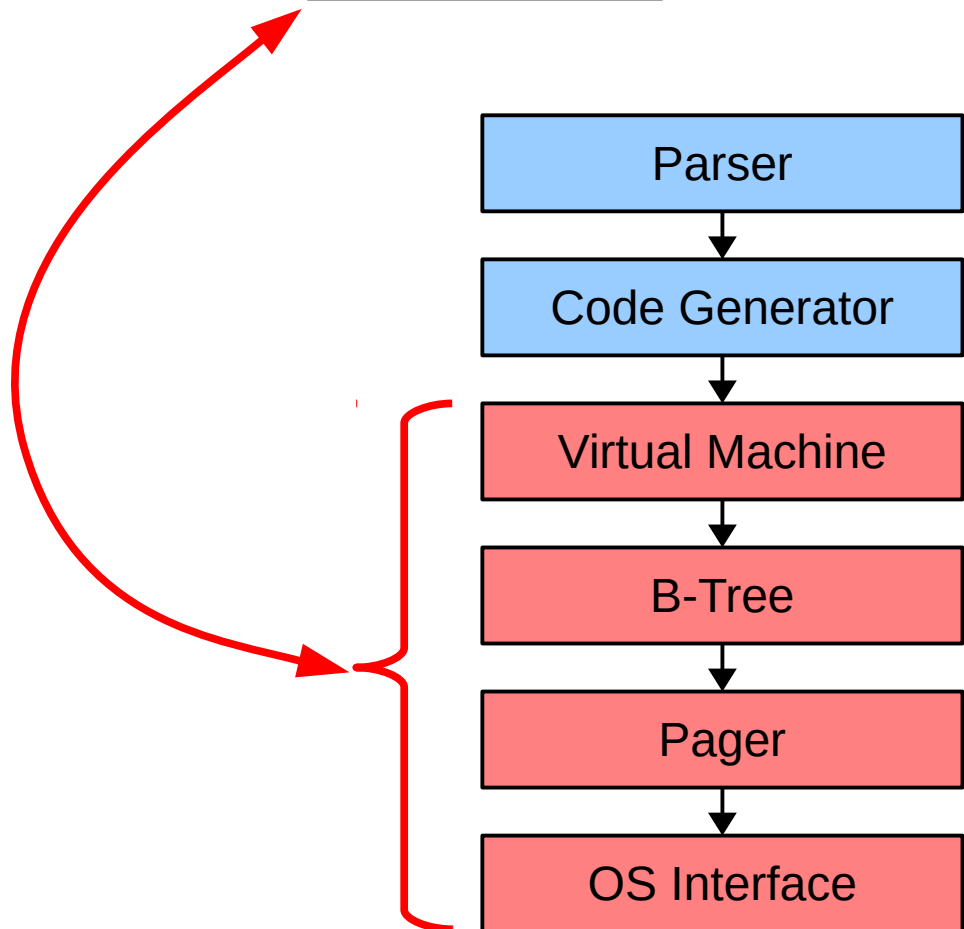 Parser
Code Generator
Virtual Machine
B-Tree
Pager
OS Interface